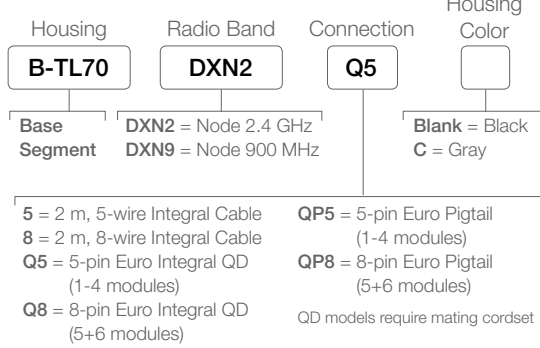 Housing
Radio Band
Connection
Housing
Color
B-TL70
DXN2
Q5
Base
Segment
DXN2 = Node 2.4 GHz
DXN9 = Node 900 MHz
Blank = Black
C = Gray
5 = 2 m, 5-wire Integral Cable
8 = 2 m, 8-wire Integral Cable
Q5 = 5-pin Euro Integral QD
(1-4 modules)
Q8 = 8-pin Euro Integral QD
(5+6 modules)
QP5 = 5-pin Euro Pigtail
(1-4 modules)
QP8 = 8-pin Euro Pigtail
(5+6 modules)
QD models require mating cordset